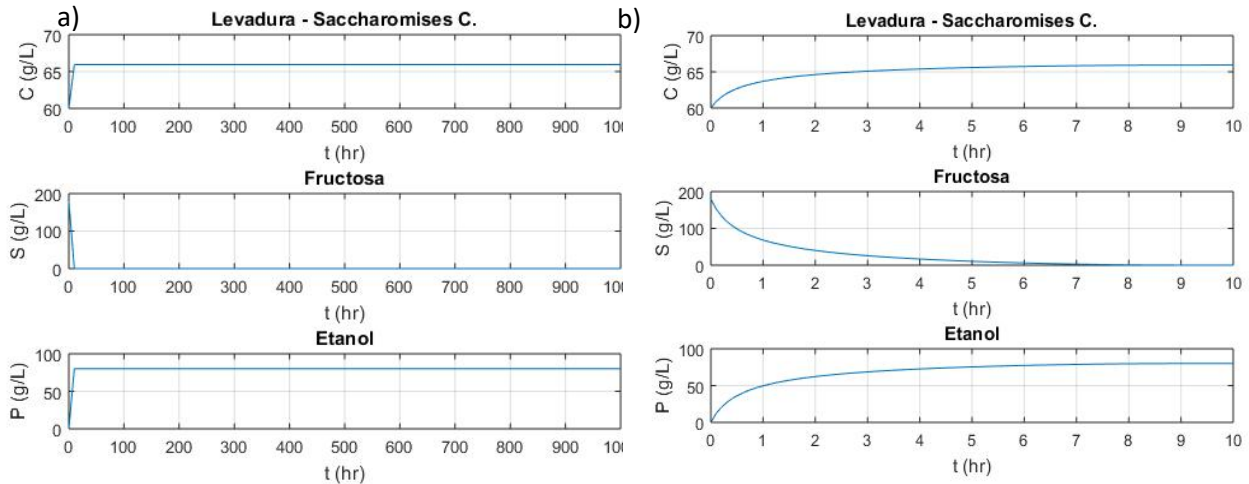 a)
Levadura - Saccharomises C.
70
65
60
C (g/L)
0 100 200 300 400 500 600 700 800 900 100
t (hr)
Fructosa
200
100
0
S (g/L)
0 100 200 300 400 500 600 700 800 900 100
t (hr)
Etanol
100
50
0
P (g/L)
0 100 200 300 400 500 600 700 800 900 100
t (hr)
b)
Levadura - Saccharomises C.
70
65
60
C (g/L)
0 1 2 3 4 5 6 7 8 9 10
t (hr)
Fructosa
200
100
0
S (g/L)
0 1 2 3 4 5 6 7 8 9 10
t (hr)
Etanol
100
50
0
P (g/L)
0 1 2 3 4 5 6 7 8 9 10
t (hr)